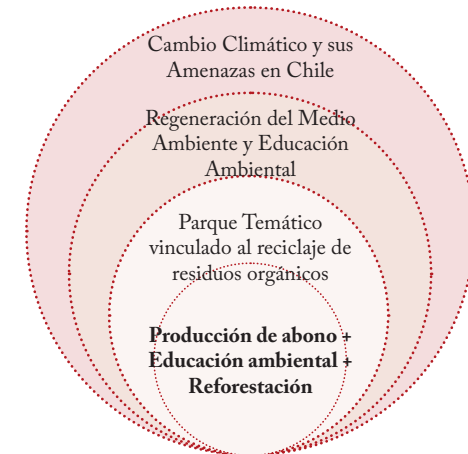 Cambio Climático y sus
Amenazas en Chile
Regeneración del Medio
Ambiente y Educación
Ambiental
Parque Temático
vinculado al reciclaje de
residuos orgánicos
Producción de abono +
Educación ambiental +
Reforestación